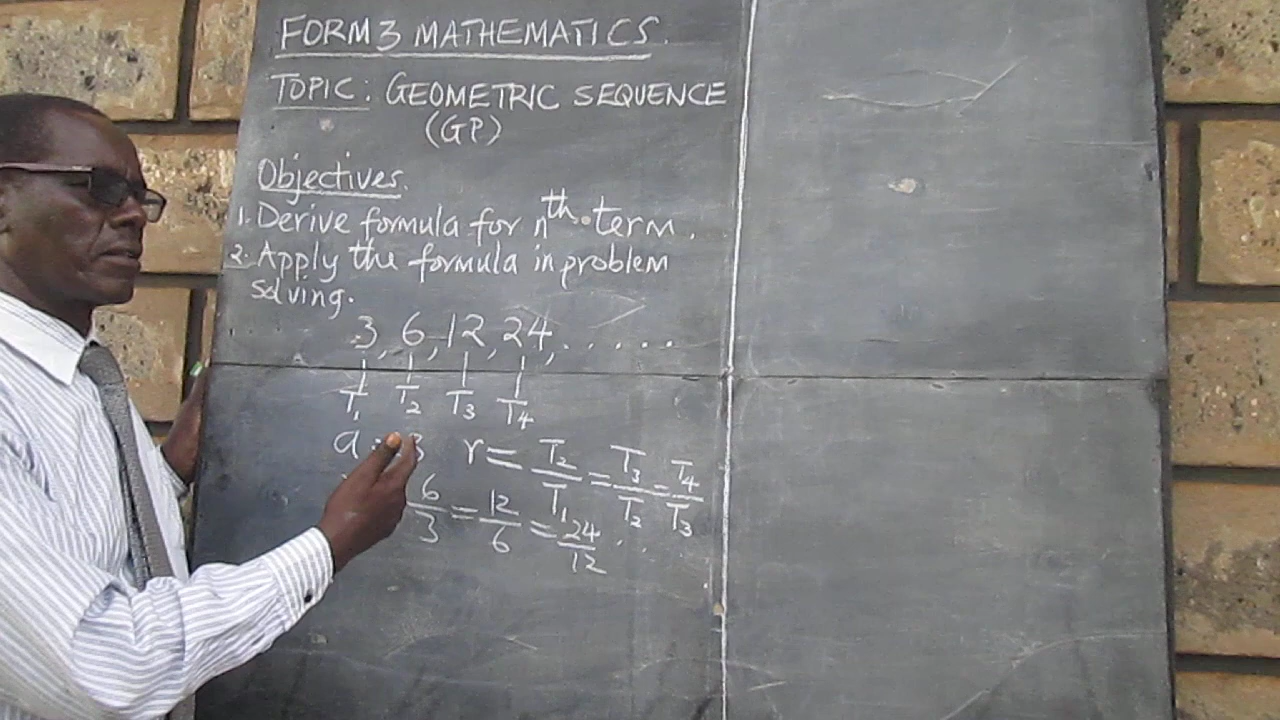 FORM 3 MATHEMATICS.
TOPIC: GEOMETRIC SEQUENCE
(GP)
Objectives.
1. Derive formula for nth term.
2. Apply the formula in problem
solving.
3, 6, 12, 24, . . . . .
T1 T2 T3 T4
a = 3 r = T2/T1 = T3/T2 = T4/T3
6/3 = 12/6 = 24/12 . . .